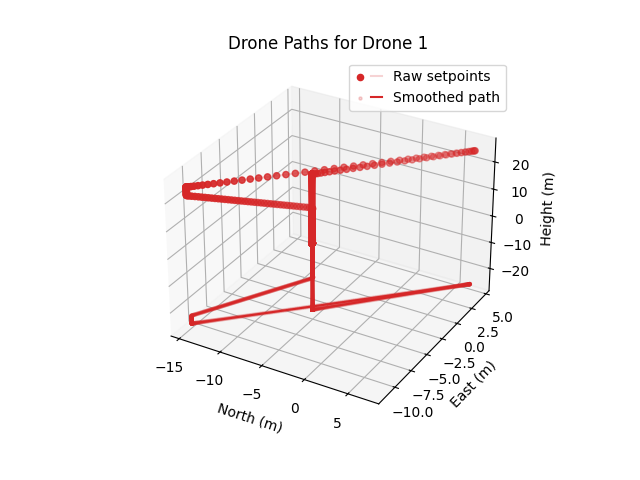 Drone Paths for Drone 1
Raw setpoints
Smoothed path
20
10
0
−10
−20
Height (m)
5.0
2.5
0.0
−2.5
−5.0
−7.5
−10.0
East (m)
−15
−10
−5
0
5
North (m)